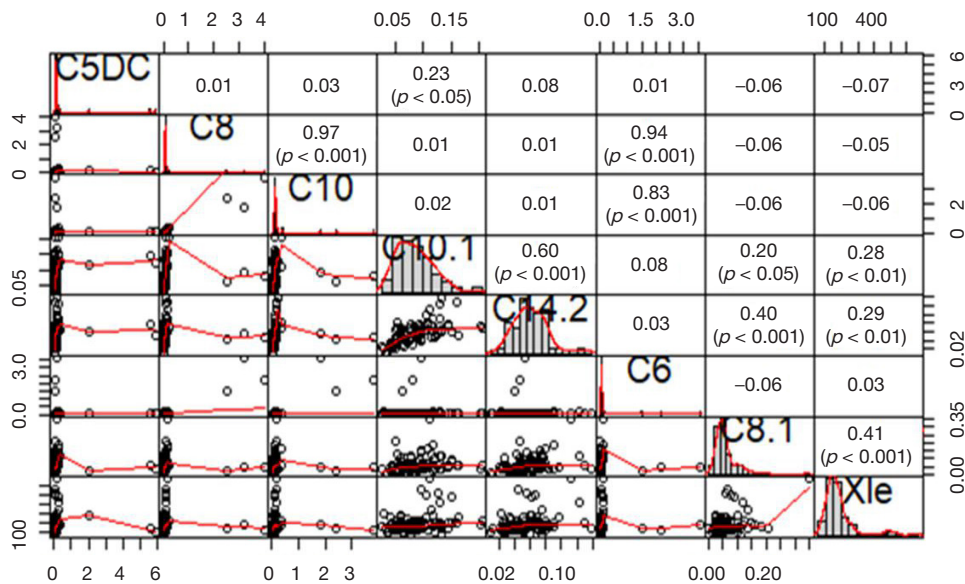 0 1 2 3 4 0.05 0.15 0.0 1.5 3.0 100 400
C5DC 0.01 0.03 0.23 (p < 0.05) 0.08 0.01 –0.06 –0.07 0 3 6
0 2 4 C8 0.97 (p < 0.001) 0.01 0.01 0.94 (p < 0.001) –0.06 –0.05
C10 0.02 0.01 0.83 (p < 0.001) –0.06 –0.06 0 2
0.05 C10.1 0.60 (p < 0.001) 0.08 0.20 (p < 0.05) 0.28 (p < 0.01)
C14.2 0.03 0.40 (p < 0.001) 0.29 (p < 0.01) 0.02
0.0 3.0 C6 –0.06 0.03
C8.1 0.41 (p < 0.001) 0.00 0.35
100 Xle
0 2 4 6 0 1 2 3 0.02 0.10 0.00 0.20